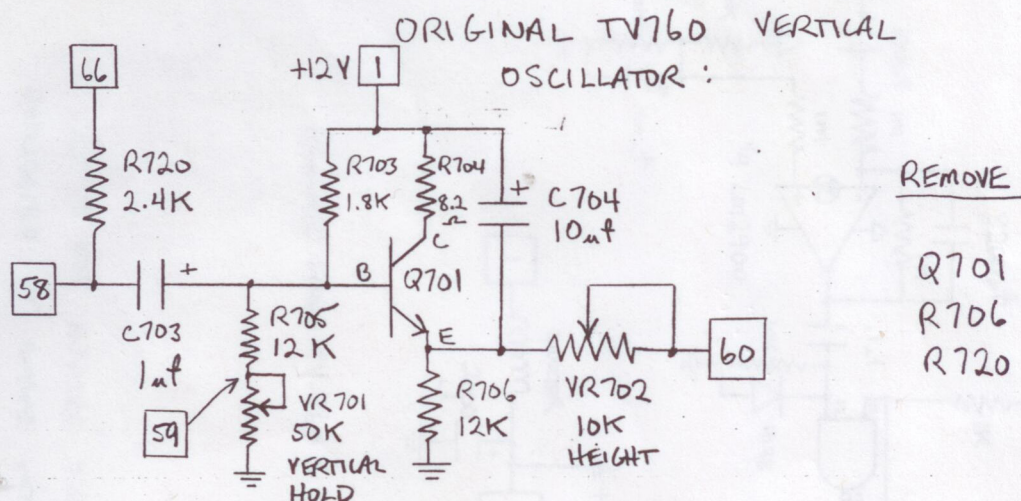 ORIGINAL TV760 VERTICAL
OSCILLATOR:
66
+12V 1
R720
2.4K
R703
1.8K
R704
8.2
Ω
+
C704
10uf
REMOVE
Q701
R706
R720
58
+
C703
1uf
B
C
Q701
E
R705
12K
59
VR701
50K
VERTICAL
HOLD
R706
12K
VR702
10K
HEIGHT
60